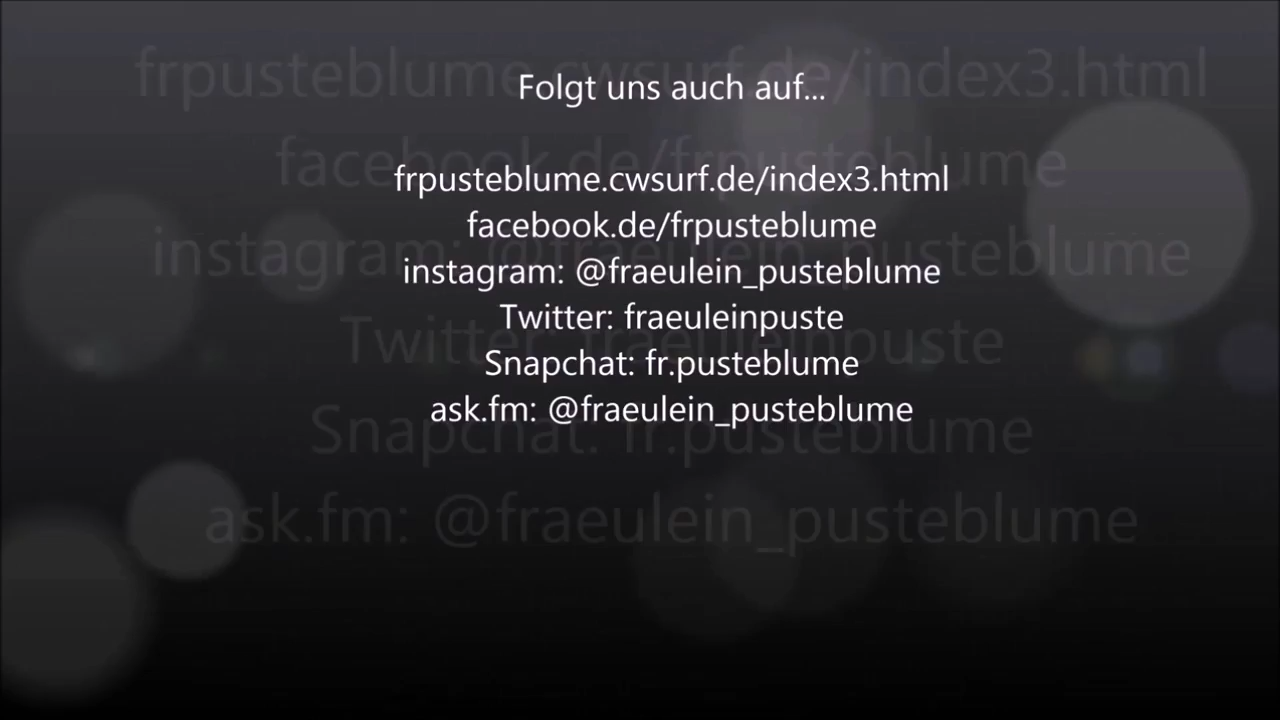 Folgt uns auch auf...
frpusteblume.cwsurf.de/index3.html
facebook.de/frpusteblume
instagram: @fraeulein_pusteblume
Twitter: fraeuleinpuste
Snapchat: fr.pusteblume
ask.fm: @fraeulein_pusteblume